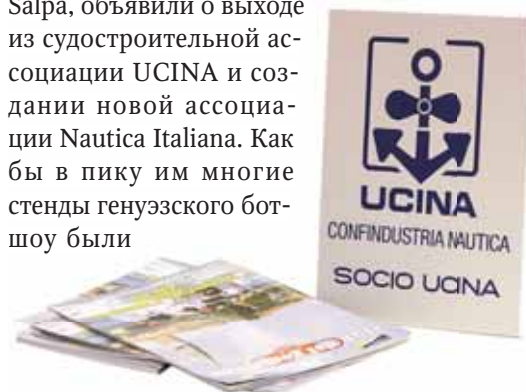 Salpa, объявили о выходе
из судостроительной ас-
социации UCINA и соз-
дании новой ассоциа-
ции Nautica Italiana. Как
бы в пику им многие
стенды генуэзского бот-
шоу были
UCINA
CONFINDUSTRIA NAUTICA
SOCIO UCINA